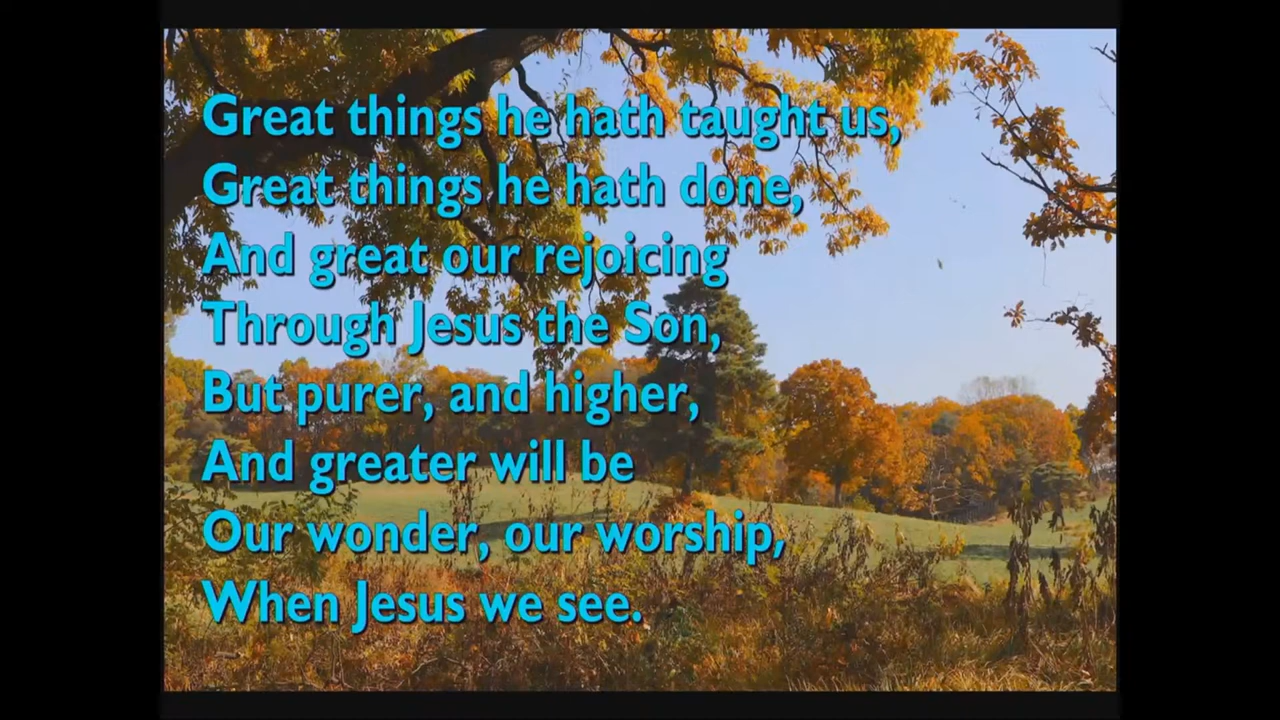 Great things he hath taught us,
Great things he hath done,
And great our rejoicing
Through Jesus the Son,
But purer, and higher,
And greater will be
Our wonder, our worship,
When Jesus we see.